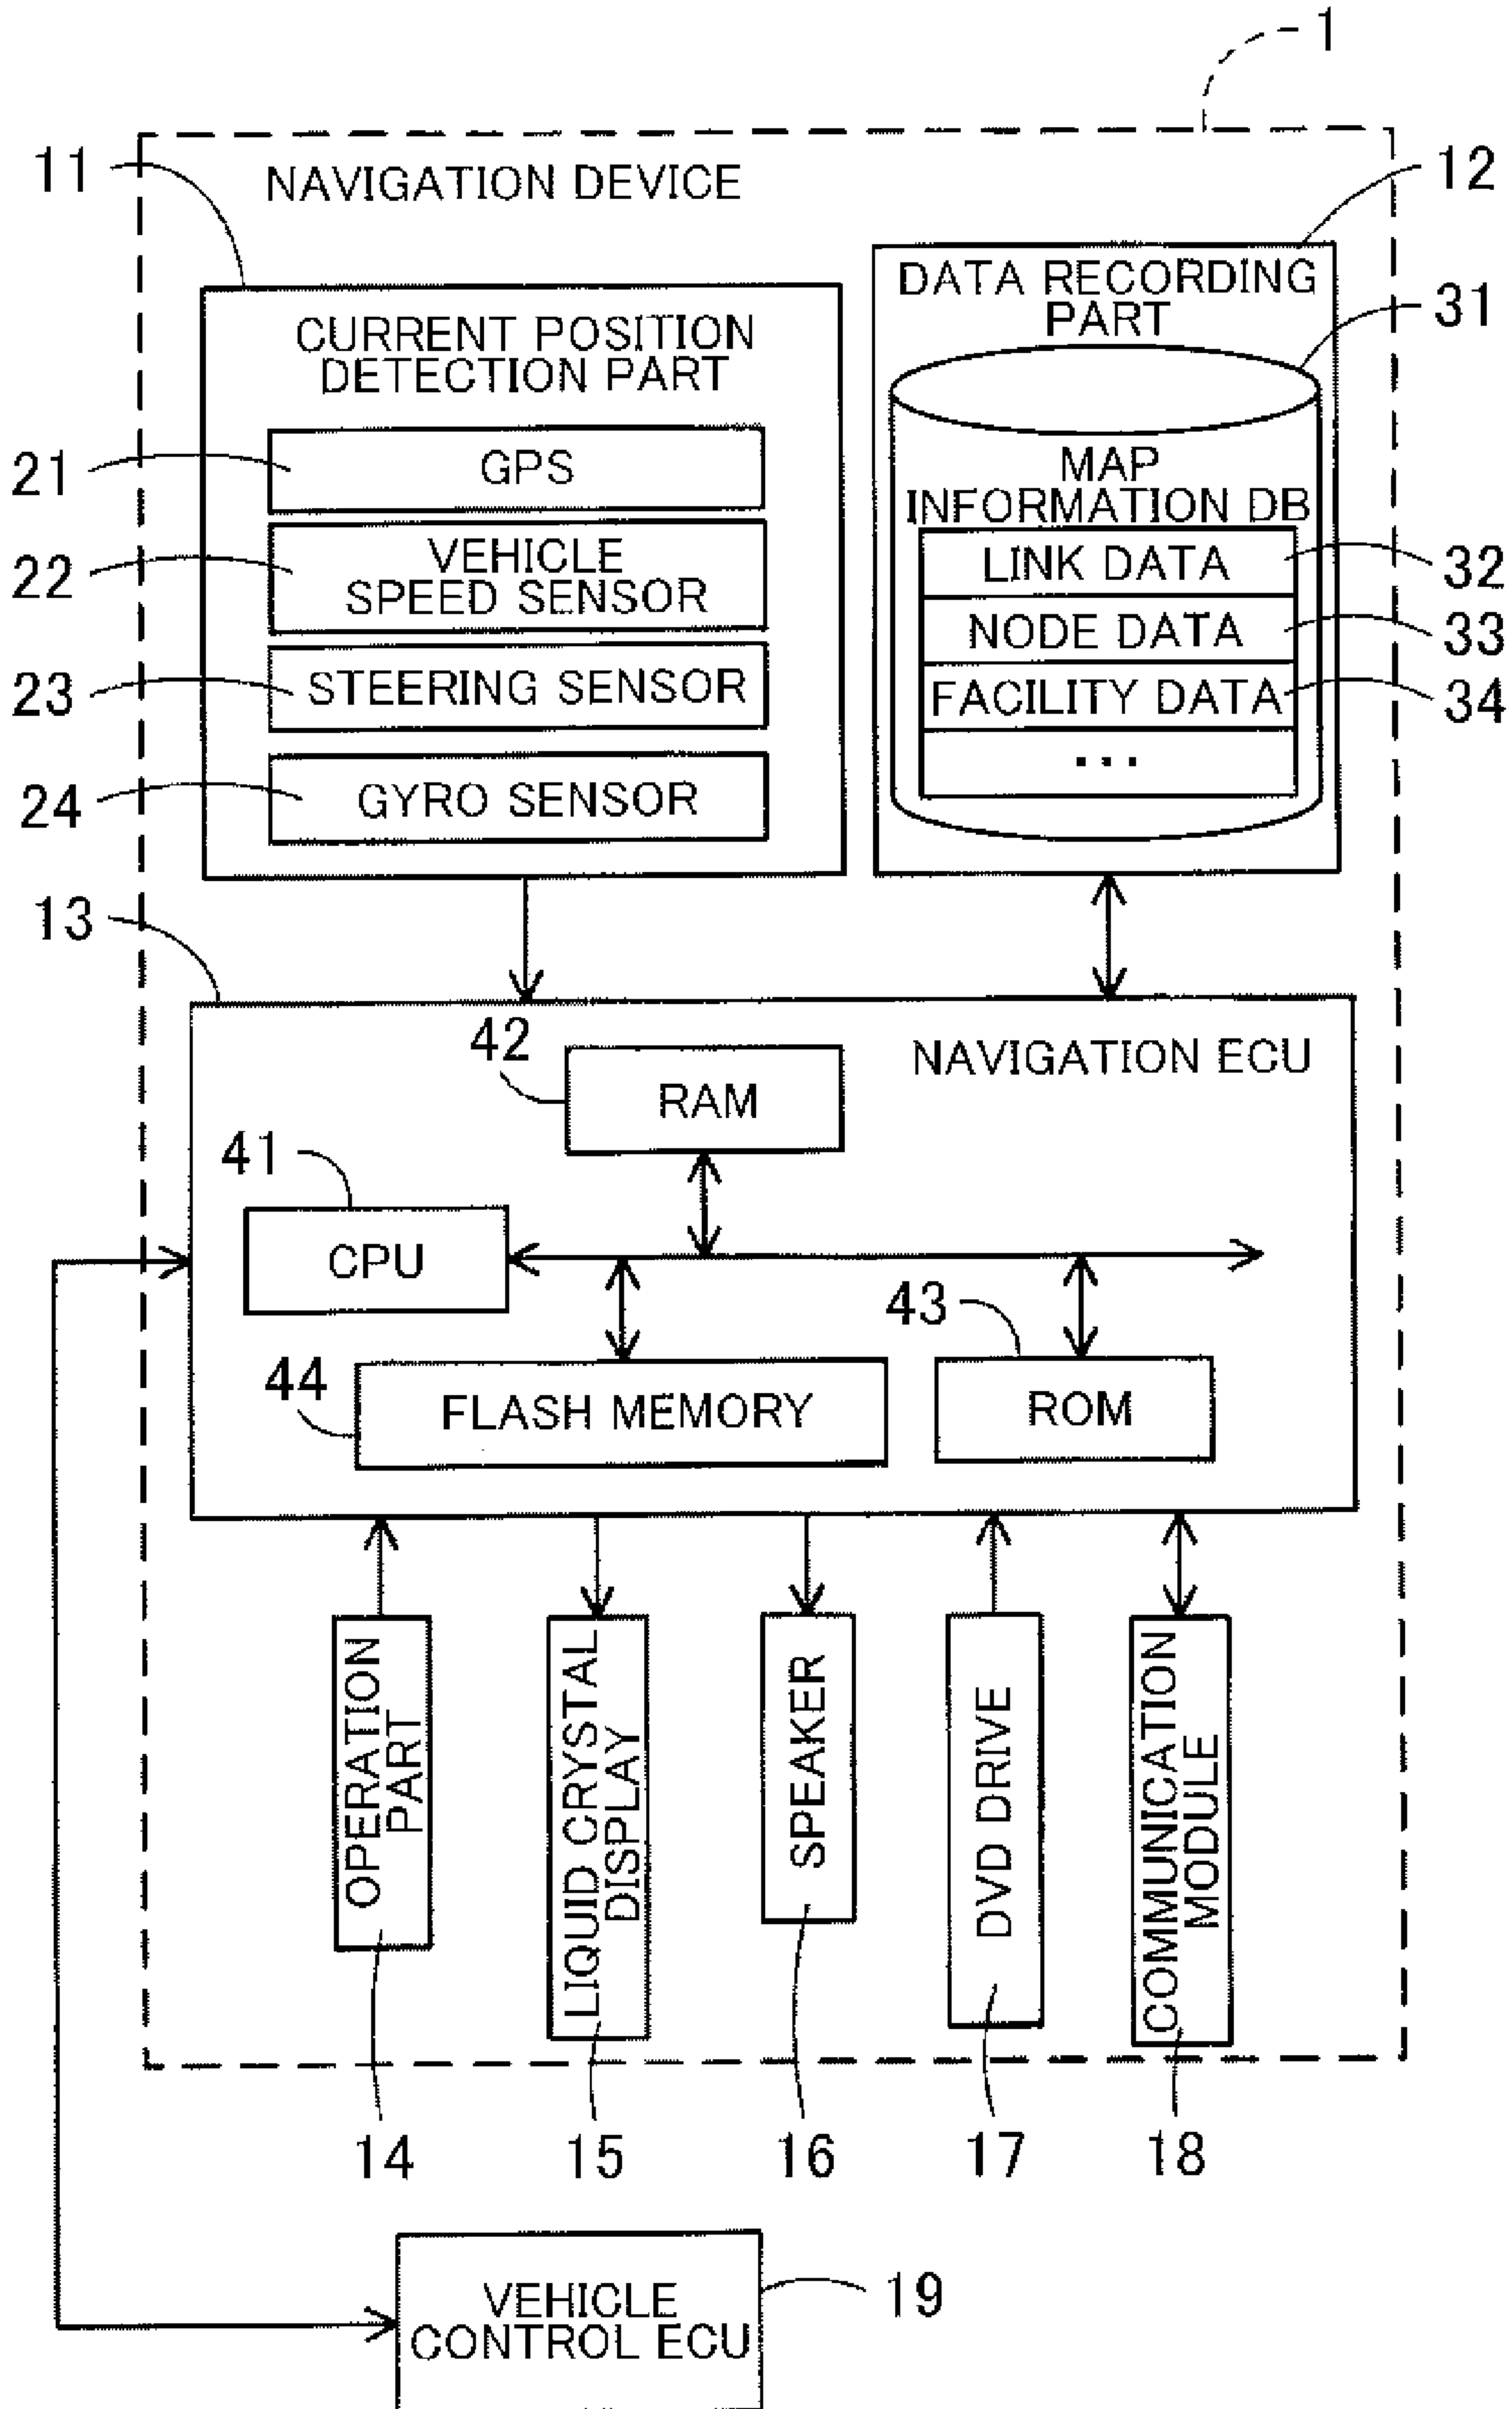 1
NAVIGATION DEVICE
11
12
CURRENT POSITION
DETECTION PART
21
GPS
22
VEHICLE
SPEED SENSOR
23
STEERING SENSOR
24
GYRO SENSOR
DATA RECORDING
PART
31
MAP
INFORMATION DB
LINK DATA
32
NODE DATA
33
FACILITY DATA
34
...
13
NAVIGATION ECU
42
RAM
41
CPU
43
ROM
44
FLASH MEMORY
OPERATION
PART
LIQUID CRYSTAL
DISPLAY
SPEAKER
DVD DRIVE
COMMUNICATION
MODULE
14
15
16
17
18
VEHICLE
CONTROL ECU
19